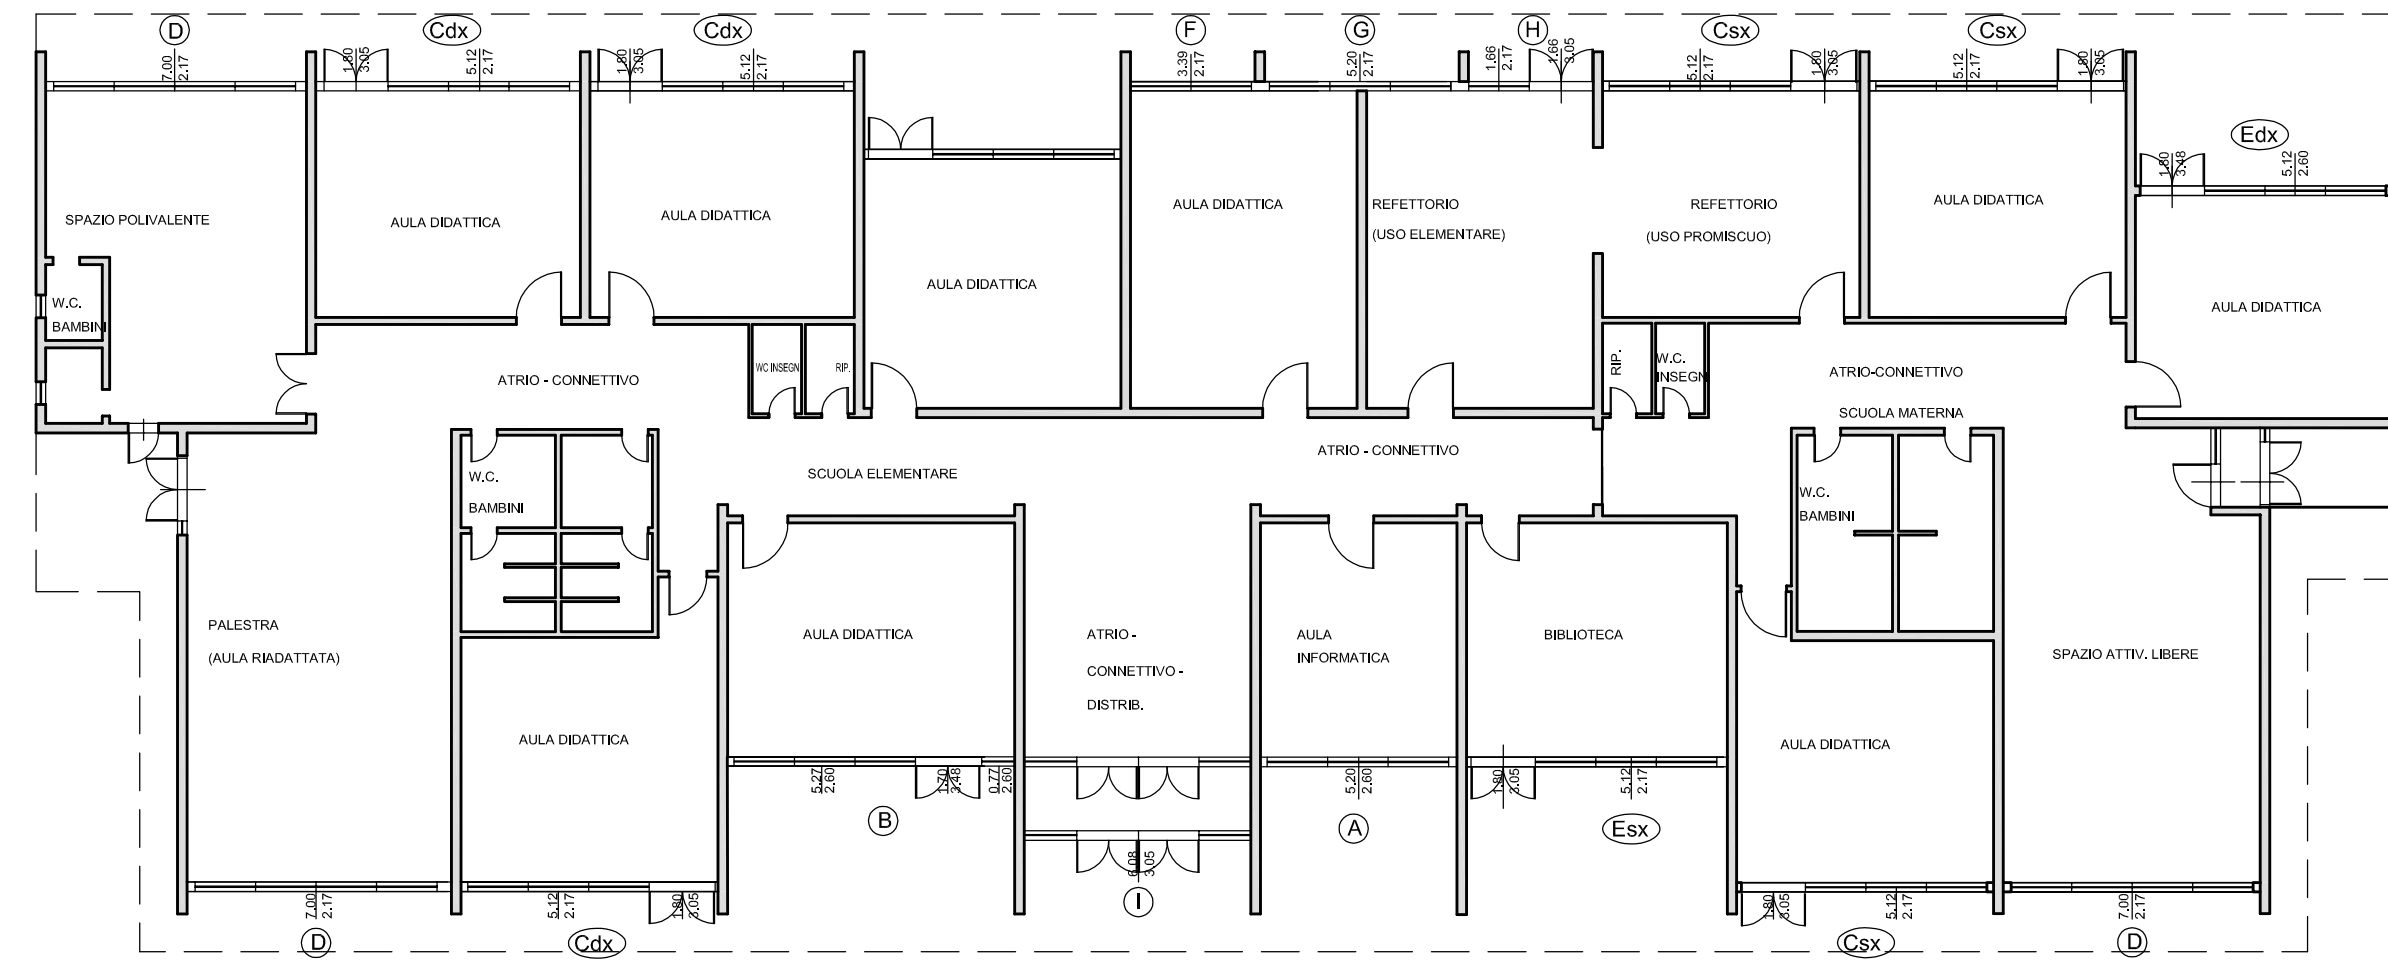 D
Cdx
Cdx
F
G
H
Csx
Csx
7.00
2.17
1.80
3.05
5.12
2.17
1.80
3.05
5.12
2.17
3.39
2.17
5.20
2.17
1.66
2.17
1.66
3.05
5.12
2.17
1.80
3.05
5.12
2.17
1.80
3.05
Edx
1.80
3.48
5.12
2.60
SPAZIO POLIVALENTE
AULA DIDATTICA
AULA DIDATTICA
AULA DIDATTICA
AULA DIDATTICA
REFETTORIO
(USO ELEMENTARE)
REFETTORIO
(USO PROMISCUO)
AULA DIDATTICA
AULA DIDATTICA
W.C.
BAMBINI
ATRIO - CONNETTIVO
WC INSEGN
RIP.
RIP.
W.C.
INSEGN
ATRIO-CONNETTIVO
SCUOLA MATERNA
W.C.
BAMBINI
SCUOLA ELEMENTARE
ATRIO - CONNETTIVO
W.C.
BAMBINI
PALESTRA
(AULA RIADATTATA)
AULA DIDATTICA
AULA DIDATTICA
ATRIO -
CONNETTIVO -
DISTRIB.
AULA
INFORMATICA
BIBLIOTECA
AULA DIDATTICA
SPAZIO ATTIV. LIBERE
5.27
2.60
1.70
3.48
0.77
2.60
5.20
2.60
1.80
3.05
5.12
2.17
B
A
Esx
6.08
3.05
I
7.00
2.17
5.12
2.17
1.80
3.05
1.80
3.05
5.12
2.17
7.00
2.17
D
Cdx
Csx
D